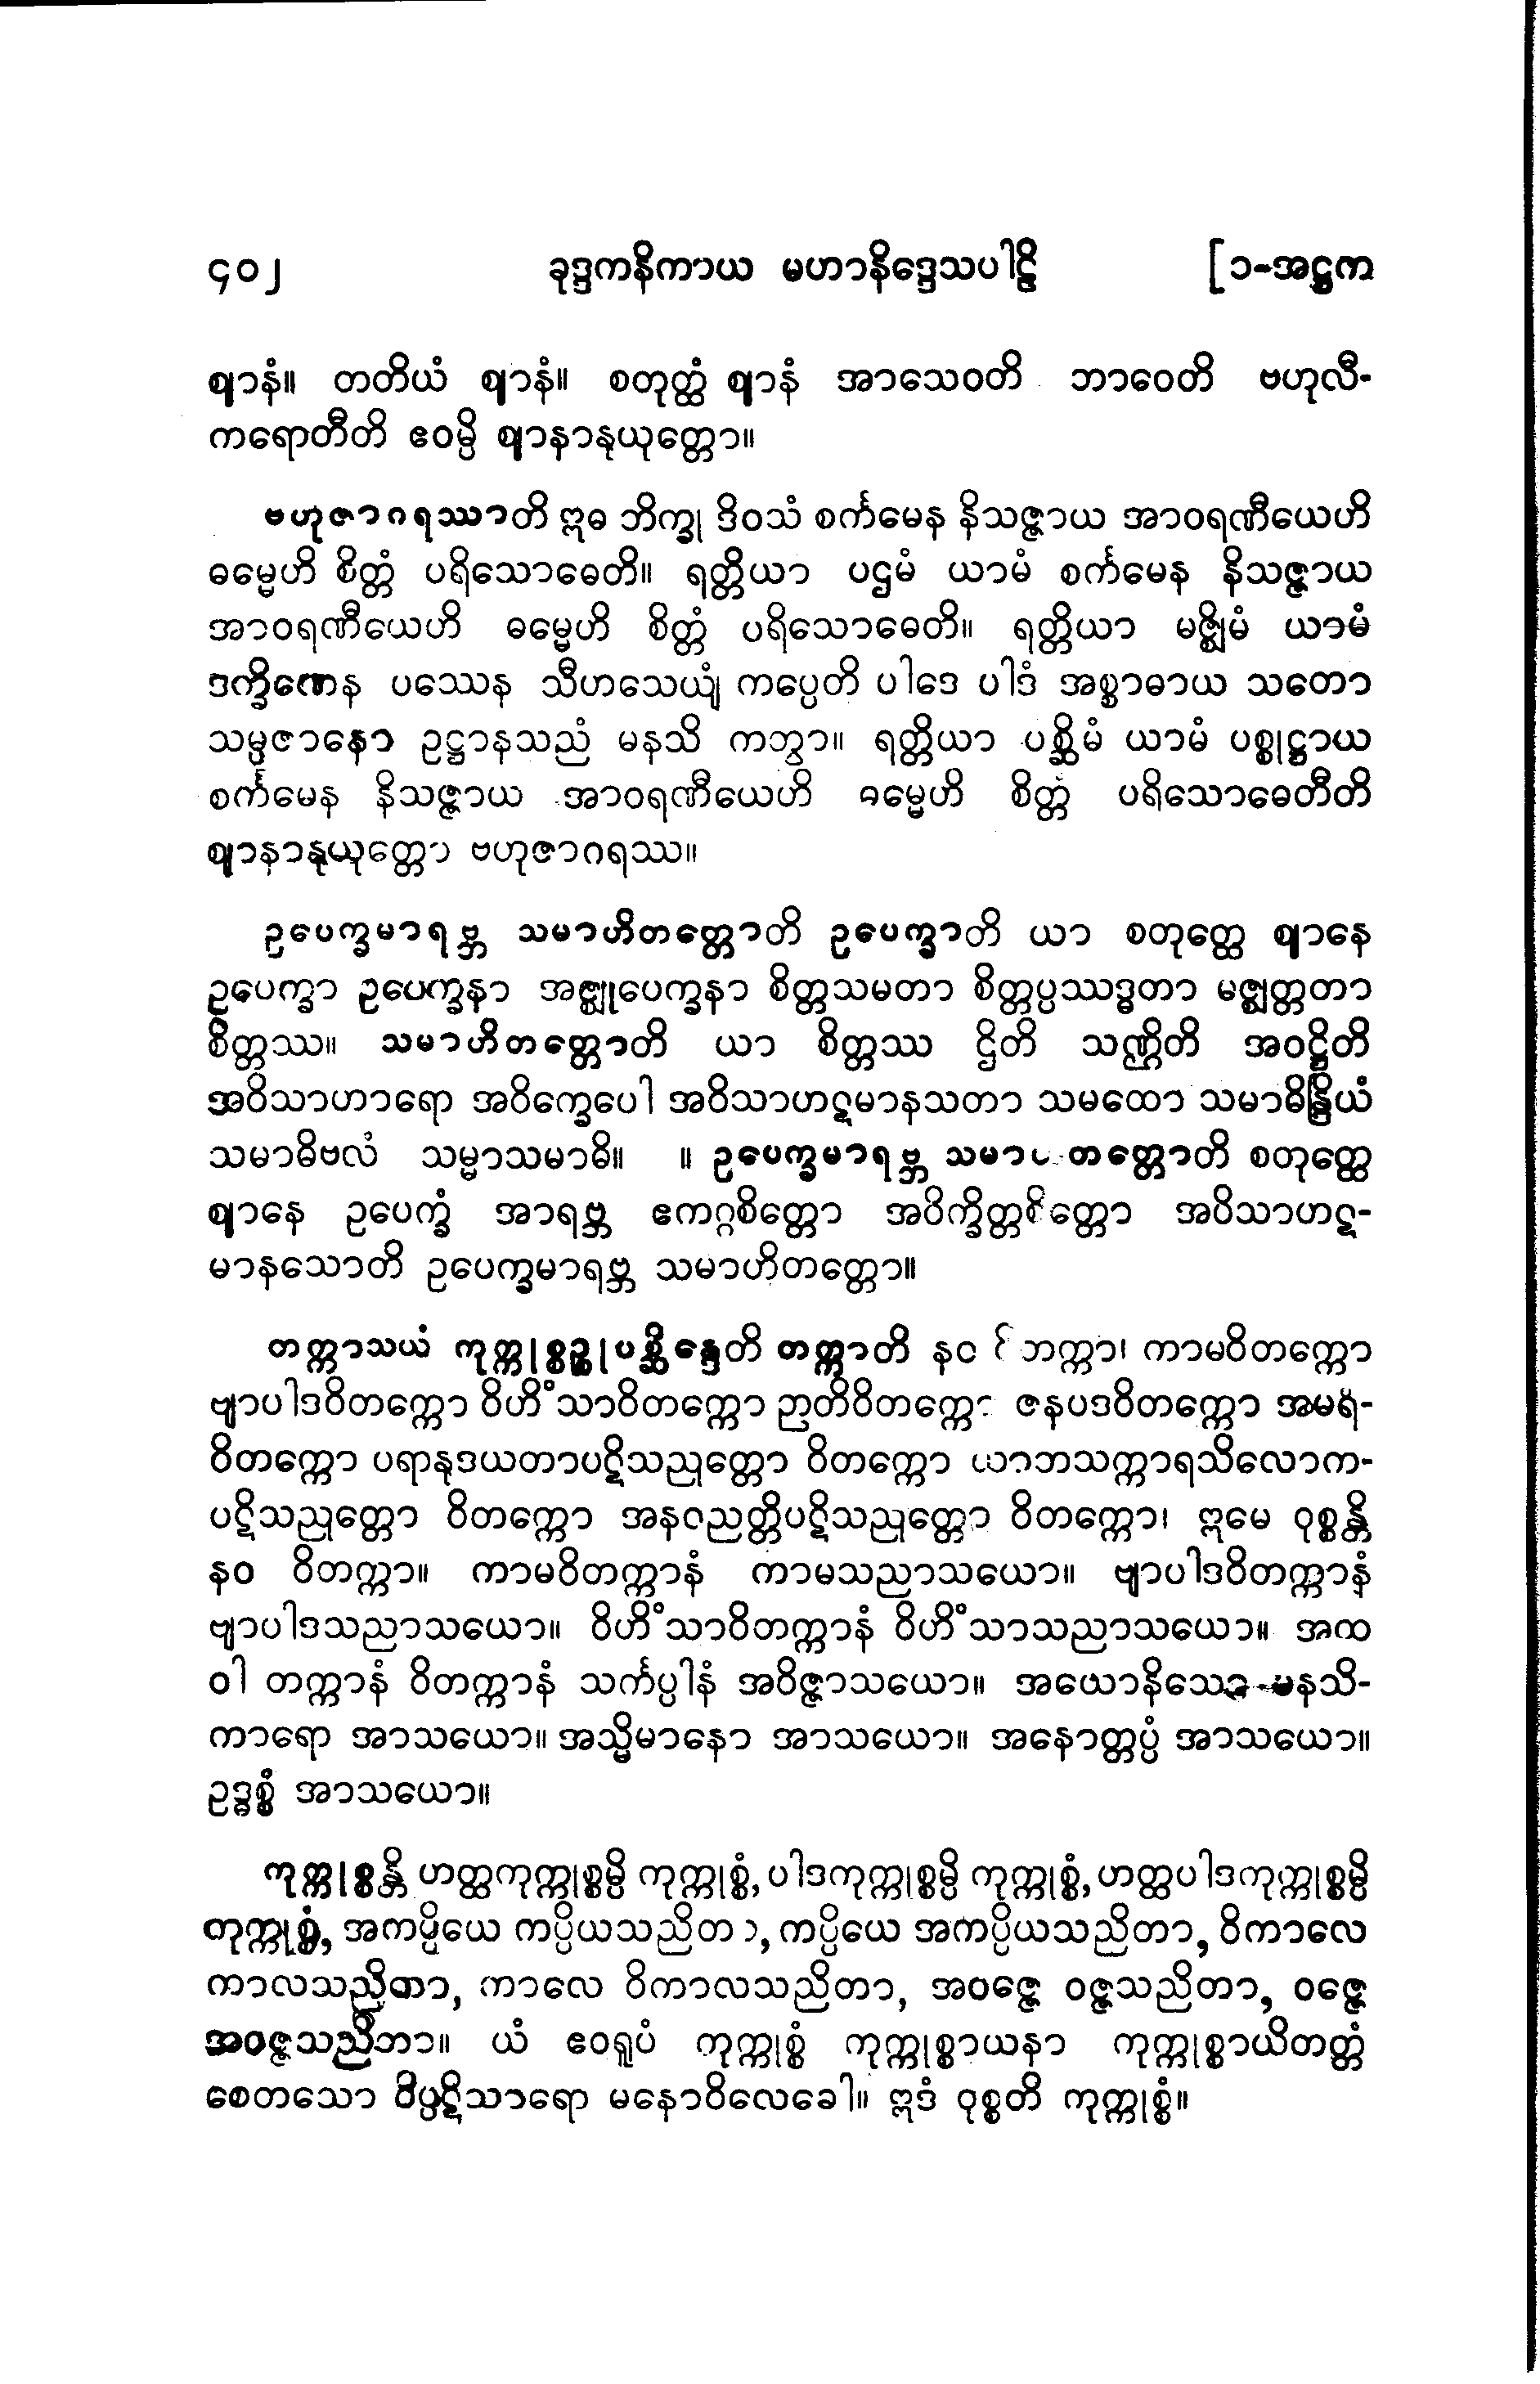 ၄၀၂ ခုဒ္ဒကနိကာယ မဟာနိဒ္ဒေသပါဠိ [၁-အဋ္ဌက
ဈာနံ။ တတိယံ ဈာနံ။ စတုတ္ထံ ဈာနံ အာသေဝတိ ဘာဝေတိ ဗဟုလီ-
ကရောတီတိ ဧဝမ္ပိ ဈာနာနုယုတ္တော။
ဗဟုဇာဂရဿာတိ ဣဓ ဘိက္ခု ဒိဝသံ စင်္ကမေန နိသဇ္ဇာယ အာဝရဏီယေဟိ
ဓမ္မေဟိ စိတ္တံ ပရိသောဓေတိ။ ရတ္တိယာ ပဌမံ ယာမံ စင်္ကမေန နိသဇ္ဇာယ
အာဝရဏီယေဟိ ဓမ္မေဟိ စိတ္တံ ပရိသောဓေတိ။ ရတ္တိယာ မဇ္ဈိမံ ယာမံ
ဒက္ခိဏေန ပဿေန သီဟသေယျံ ကပ္ပေတိ ပါဒေ ပါဒံ အစ္စာဓာယ သတော
သမ္ပဇာနော ဥဋ္ဌာနသညံ မနသိ ကတွာ။ ရတ္တိယာ ပစ္ဆိမံ ယာမံ ပစ္စုဋ္ဌာယ
စင်္ကမေန နိသဇ္ဇာယ အာဝရဏီယေဟိ ဓမ္မေဟိ စိတ္တံ ပရိသောဓေတီတိ
ဈာနာနုယုတ္တော ဗဟုဇာဂရဿ။
ဥပေက္ခမာရဗ္ဘ သမာဟိတတ္တောတိ ဥပေက္ခာတိ ယာ စတုတ္ထေ ဈာနေ
ဥပေက္ခာ ဥပေက္ခနာ အဇ္ဈုပေက္ခနာ စိတ္တသမတာ စိတ္တပ္ပဿဒ္ဓတာ မဇ္ဈတ္တတာ
စိတ္တဿ။ သမာဟိတတ္တောတိ ယာ စိတ္တဿ ဌိတိ သဏ္ဌိတိ အဝဋ္ဌိတိ
အဝိသာဟာရော အဝိက္ခေပေါ အဝိသာဟဋမာနသတာ သမထော သမာဓိန္ဒြိယံ
သမာဓိဗလံ သမ္မာသမာဓိ။ ။ ဥပေက္ခမာရဗ္ဘ သမာ တတ္တောတိ စတုတ္ထေ
ဈာနေ ဥပေက္ခံ အာရဗ္ဘ ဧကဂ္ဂစိတ္တော အဝိက္ခိတ္တစိတ္တော အဝိသာဟဋ-
မာနသောတိ ဥပေက္ခမာရဗ္ဘ သမာဟိတတ္တော။
တက္ကာသယံ ကုက္ကုစ္စဉ္စုပစ္ဆိန္ဒေတိ တက္ကာတိ နဝ ကာမဝိတက္ကော
ဗျာပါဒဝိတက္ကော ဝိဟိံသာဝိတက္ကော ဉာတိဝိတက္ကော ဇနပဒဝိတက္ကော အမရ-
ဝိတက္ကော ပရာနုဒယတာပဋိသညုတ္တော ဝိတက္ကော လာဘသက္ကာရသိလောက-
ပဋိသညုတ္တော ဝိတက္ကော အနဝညတ္တိပဋိသညုတ္တော ဝိတက္ကော၊ ဣမေ ဝုစ္စန္တိ
နဝ ဝိတက္ကာ။ ကာမဝိတက္ကာနံ ကာမသညာသယော။ ဗျာပါဒဝိတက္ကာနံ
ဗျာပါဒသညာသယော။ ဝိဟိံသာဝိတက္ကာနံ ဝိဟိံသာသညာသယော။ အထ
ဝါ တက္ကာနံ ဝိတက္ကာနံ သင်္ကပ္ပါနံ အဝိဇ္ဇာသယော။ အယောနိသော မနသိ-
ကာရော အာသယော။ အသ္မိမာနော အာသယော။ အနောတ္တပ္ပံ အာသယော။
ဥဒ္ဓစ္စံ အာသယော။
ကုက္ကုစ္စန္တိ ဟတ္ထကုက္ကုစ္စမ္ပိ ကုက္ကုစ္စံ, ပါဒကုက္ကုစ္စမ္ပိ ကုက္ကုစ္စံ, ဟတ္ထပါဒကုက္ကုစ္စမ္ပိ
ကုက္ကုစ္စံ, အကပ္ပိယေ ကပ္ပိယသညိတာ, ကပ္ပိယေ အကပ္ပိယသညိတာ, ဝိကာလေ
ကာလသညိတာ, ကာလေ ဝိကာလသညိတာ, အဝဇ္ဇေ ဝဇ္ဇသညိတာ, ဝဇ္ဇေ
အဝဇ္ဇသညိတာ။ ယံ ဧဝရူပံ ကုက္ကုစ္စံ ကုက္ကုစ္စာယနာ ကုက္ကုစ္စာယိတတ္တံ
စေတသော ဝိပ္ပဋိသာရော မနောဝိလေခေါ။ ဣဒံ ဝုစ္စတိ ကုက္ကုစ္စံ။